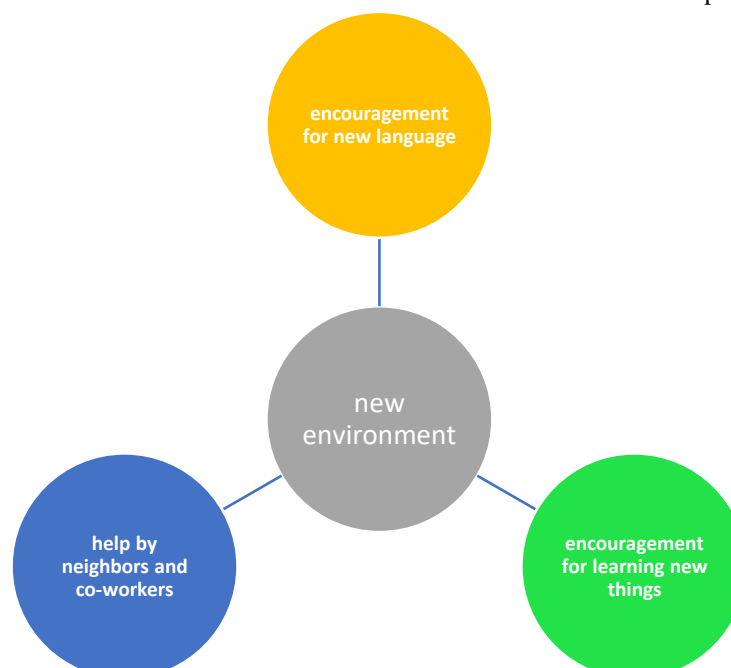 encouragement
for new language
new
environment
help by
neighbors and
co-workers
encouragement
for learning new
things